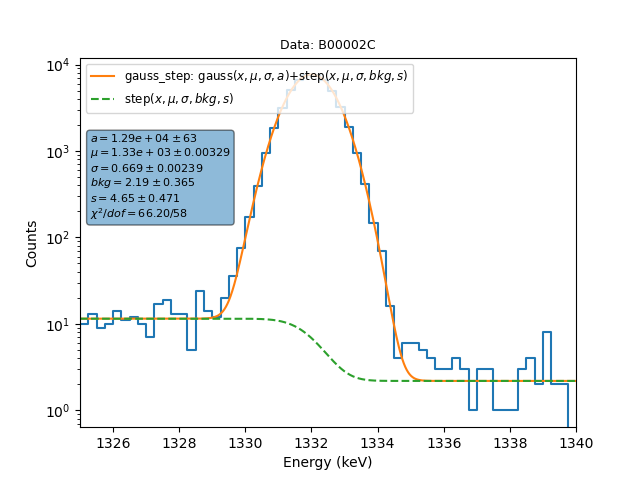 Data: B00002C
gauss_step: gauss(x, μ, σ, a)+step(x, μ, σ, bkg, s)
step(x, μ, σ, bkg, s)
a = 1.29e + 04 ± 63
μ = 1.33e + 03 ± 0.00329
σ = 0.669 ± 0.00239
bkg = 2.19 ± 0.365
s = 4.65 ± 0.471
χ²/dof = 66.20/58
10⁴
10³
10²
10¹
10⁰
Counts
1326 1328 1330 1332 1334 1336 1338 1340
Energy (keV)